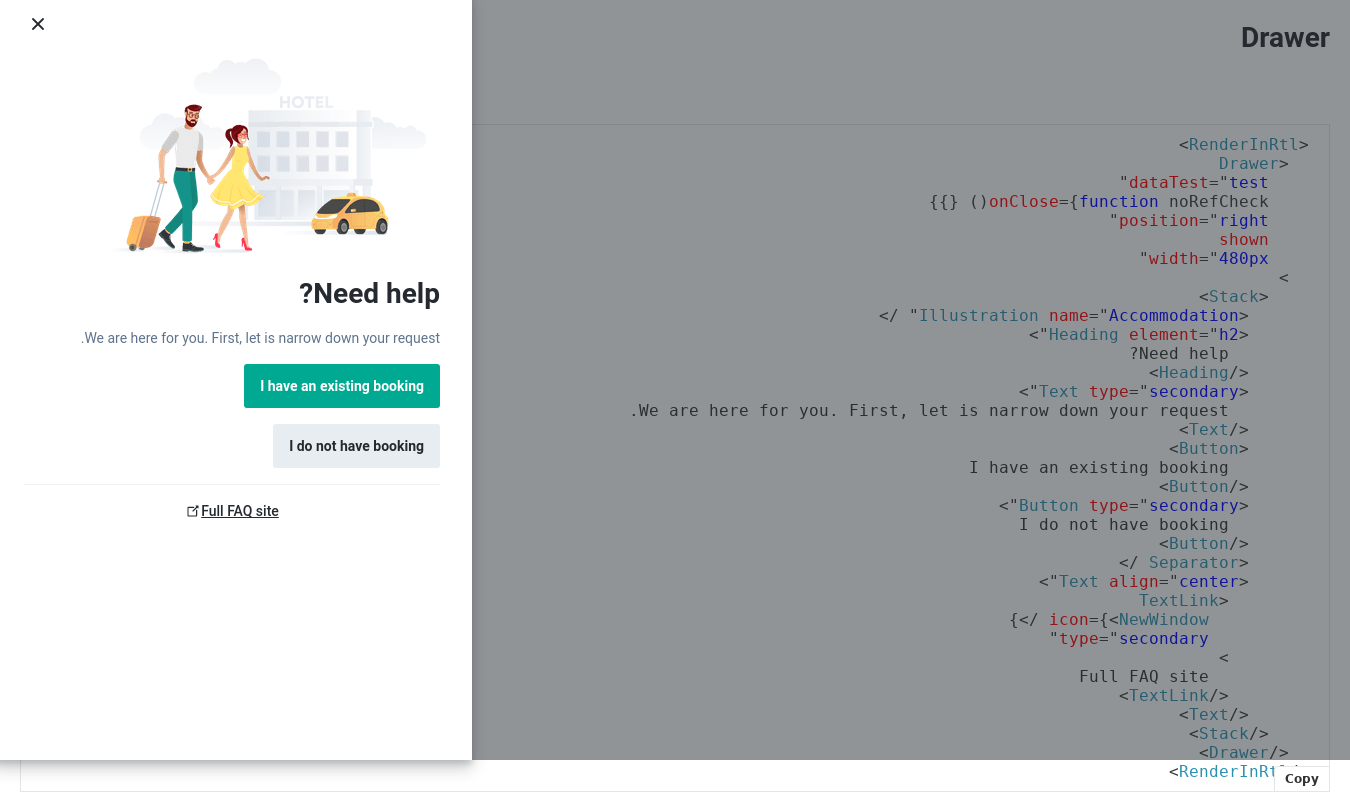 HOTEL
?Need help
.We are here for you. First, let is narrow down your request
I have an existing booking
I do not have booking
Full FAQ site
Drawer
<RenderInRtl>
Drawer>
"dataTest="test
{{} ()onClose={function noRefCheck
"position="right
shown
"width="480px
<
<Stack>
</ "Illustration name="Accommodation>
<"Heading element="h2>
?Need help
<Heading/>
<"Text type="secondary>
.We are here for you. First, let is narrow down your request
<Text/>
<Button>
I have an existing booking
<Button/>
<"Button type="secondary>
I do not have booking
<Button/>
</ Separator>
<"Text align="center>
TextLink>
{</ icon={<NewWindow
"type="secondary
<
Full FAQ site
<TextLink/>
<Text/>
<Stack/>
<Drawer/>
<RenderInRtl/>
Copy